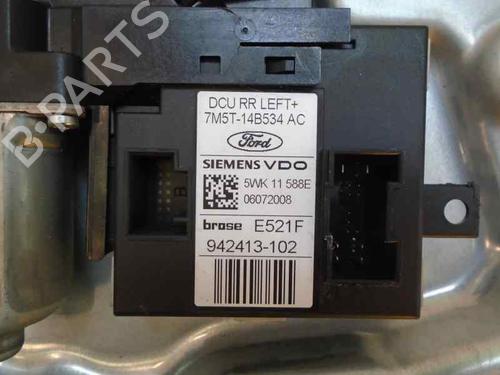 DCU RR LEFT+
7M5T-14B534 AC
Ford
SIEMENS VDO
5WK 11 588E
06072008
brose E521F
942413-102
B-PARTS